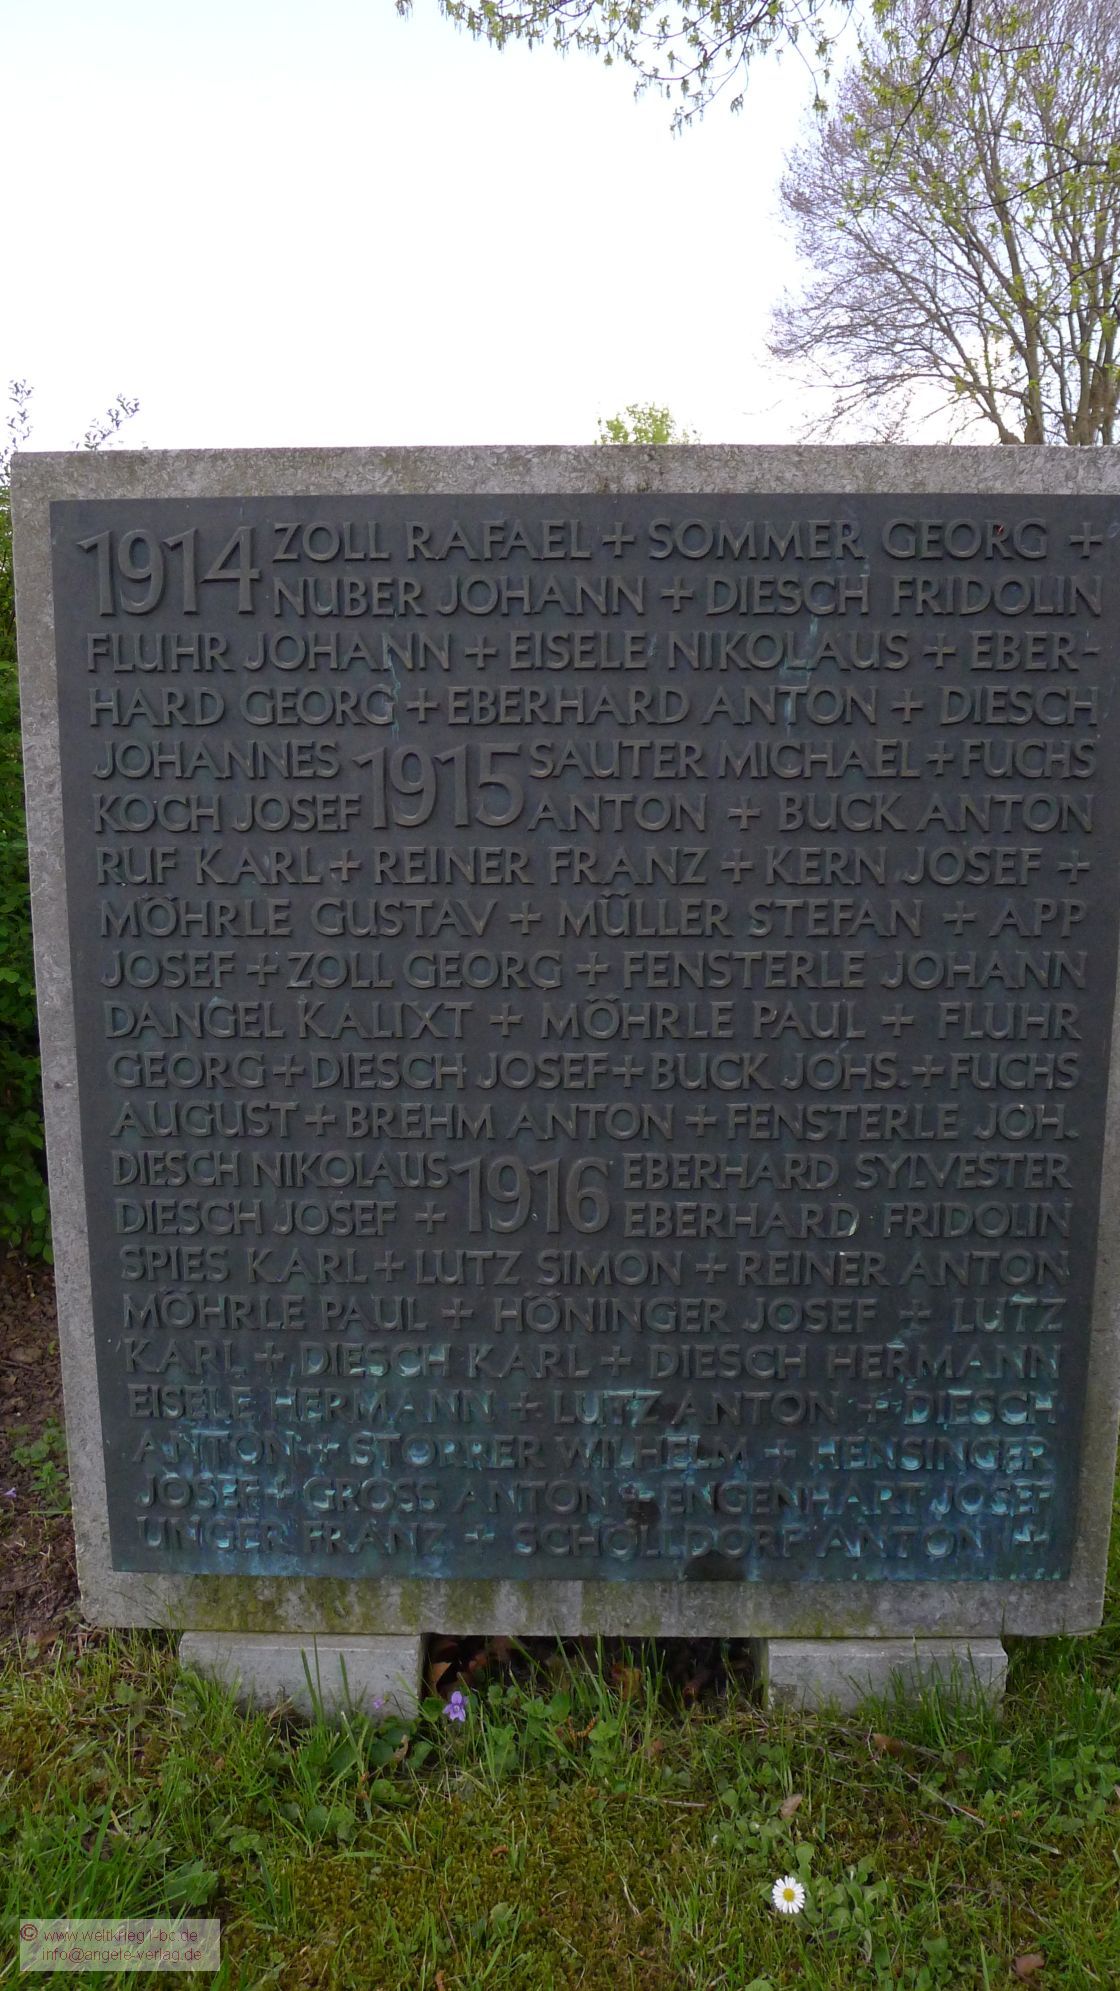 1914 ZOLL RAFAEL + SOMMER GEORG +
NUBER JOHANN + DIESCH FRIDOLIN
FLUHR JOHANN + EISELE NIKOLAUS + EBER-
HARD GEORG + EBERHARD ANTON + DIESCH
JOHANNES 1915 SAUTER MICHAEL + FUCHS
KOCH JOSEF ANTON + BUCK ANTON
RUF KARL + REINER FRANZ + KERN JOSEF +
MÖHRLE GUSTAV + MÜLLER STEFAN + APP
JOSEF + ZOLL GEORG + FENSTERLE JOHANN
DANGEL KALIXT + MÖHRLE PAUL + FLUHR
GEORG + DIESCH JOSEF + BUCK JOHS. + FUCHS
AUGUST + BREHM ANTON + FENSTERLE JOH.
DIESCH NIKOLAUS 1916 EBERHARD SYLVESTER
DIESCH JOSEF + EBERHARD FRIDOLIN
SPIES KARL + LUTZ SIMON + REINER ANTON
MÖHRLE PAUL + HÖNINGER JOSEF + LUTZ
KARL + DIESCH KARL + DIESCH HERMANN
EISELE HERMANN + LUTZ ANTON + DIESCH
ANTON + STORRER WILHELM + HENSINGER
JOSEF + GROSS ANTON + ENGENHART JOSEF
UNGER FRANZ + SCHÖLLDORF ANTON +
© www.weltkrieg1-bc.de
info@angele-verlag.de